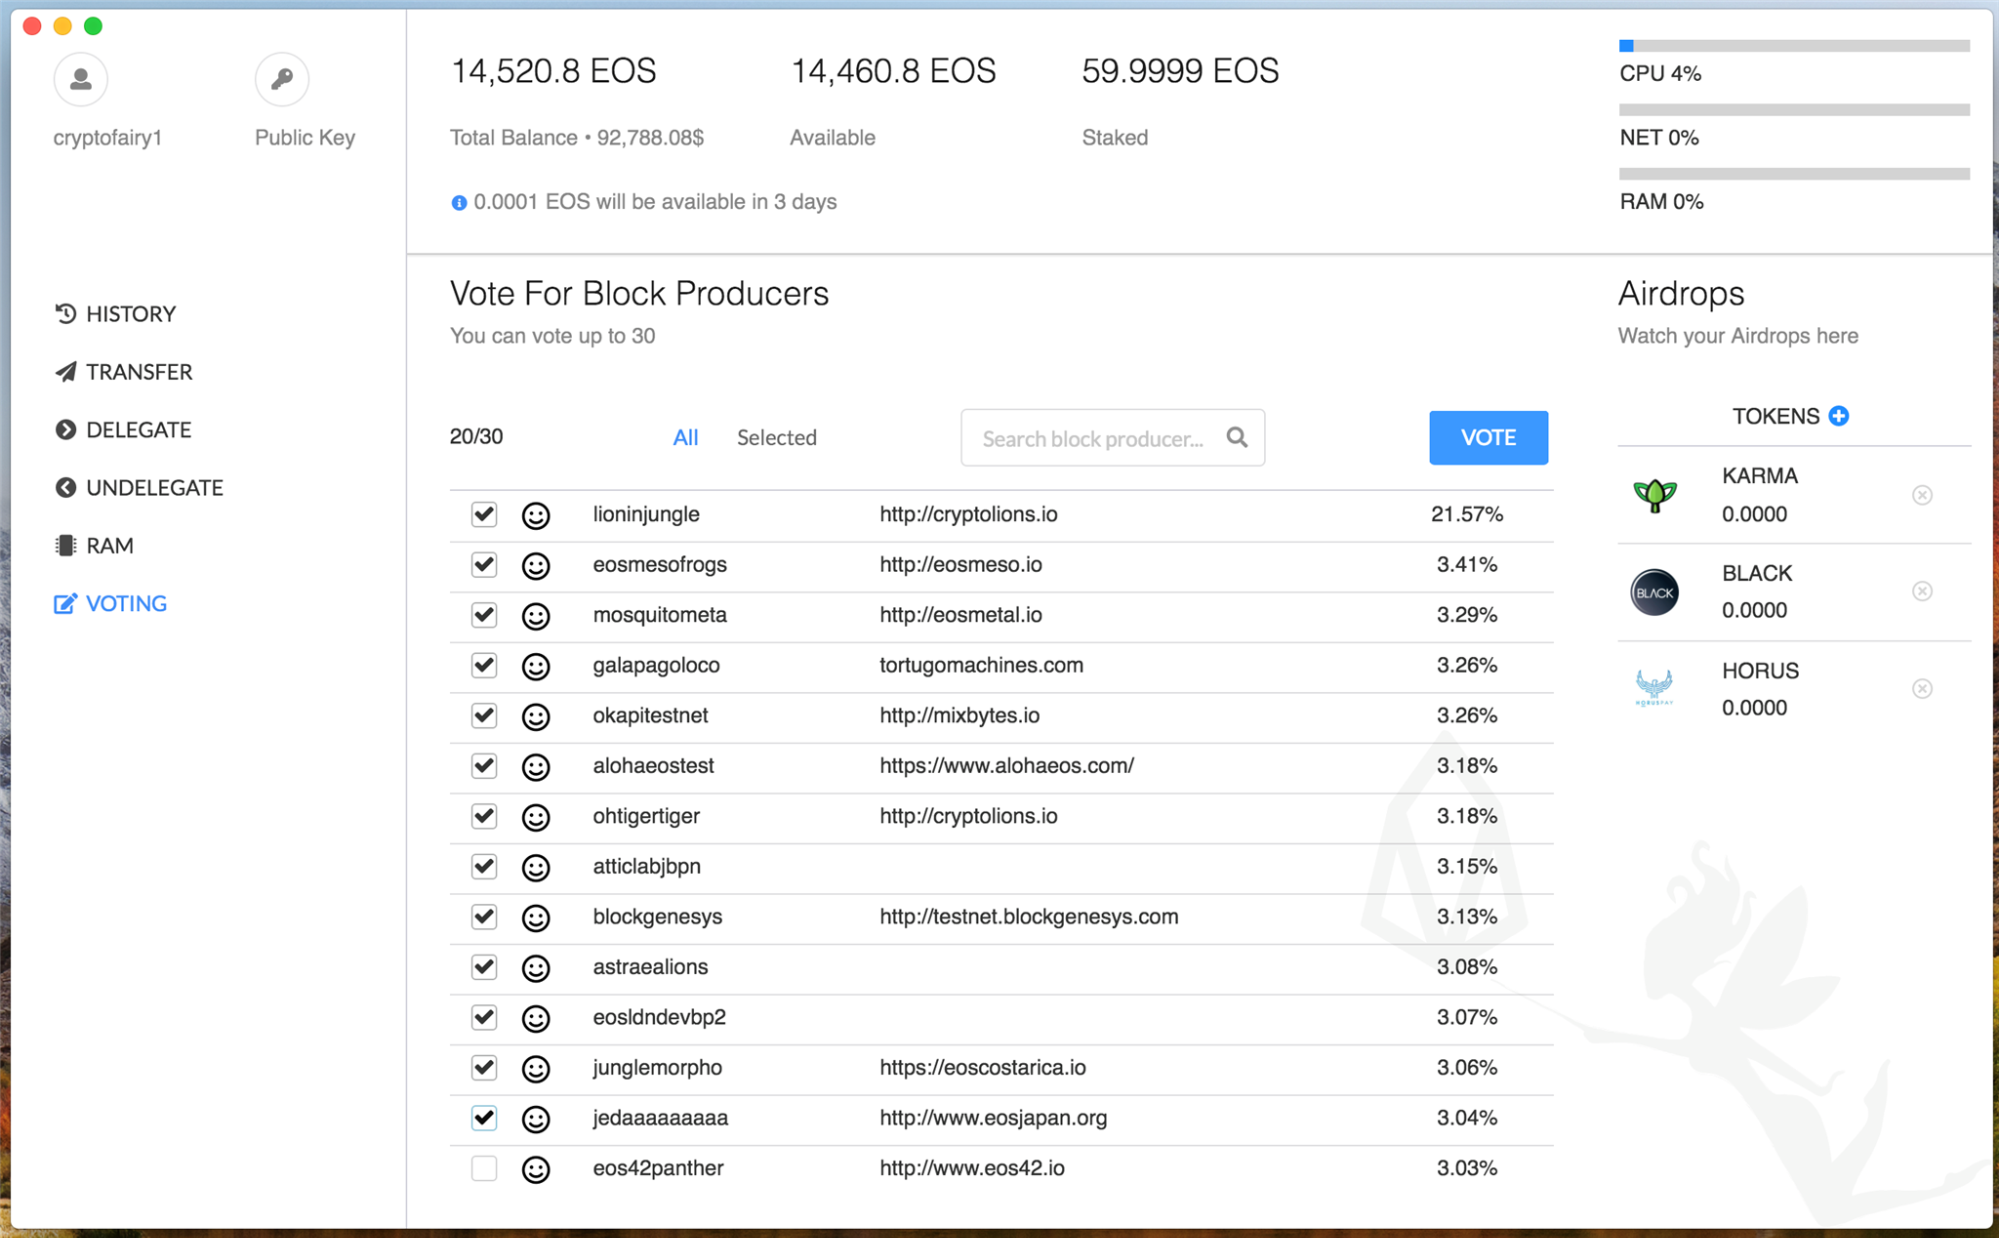 cryptofairy1
Public Key
HISTORY
TRANSFER
DELEGATE
UNDELEGATE
RAM
VOTING
14,520.8 EOS 14,460.8 EOS 59.9999 EOS
Total Balance • 92,788.08$ Available Staked
0.0001 EOS will be available in 3 days
CPU 4%
NET 0%
RAM 0%
Vote For Block Producers
You can vote up to 30
20/30 All Selected Search block producer... VOTE
lioninjungle http://cryptolions.io 21.57%
eosmesofrogs http://eosmeso.io 3.41%
mosquitometa http://eosmetal.io 3.29%
galapagoloco tortugomachines.com 3.26%
okapitestnet http://mixbytes.io 3.26%
alohaeostest https://www.alohaeos.com/ 3.18%
ohtigertiger http://cryptolions.io 3.18%
atticlabjbpn 3.15%
blockgenesys http://testnet.blockgenesys.com 3.13%
astraealions 3.08%
eosldndevbp2 3.07%
junglemorpho https://eoscostarica.io 3.06%
jedaaaaaaaaa http://www.eosjapan.org 3.04%
eos42panther http://www.eos42.io 3.03%
Airdrops
Watch your Airdrops here
TOKENS
KARMA
0.0000
BLACK
BLACK
0.0000
HORUS
HORUSPAY
0.0000